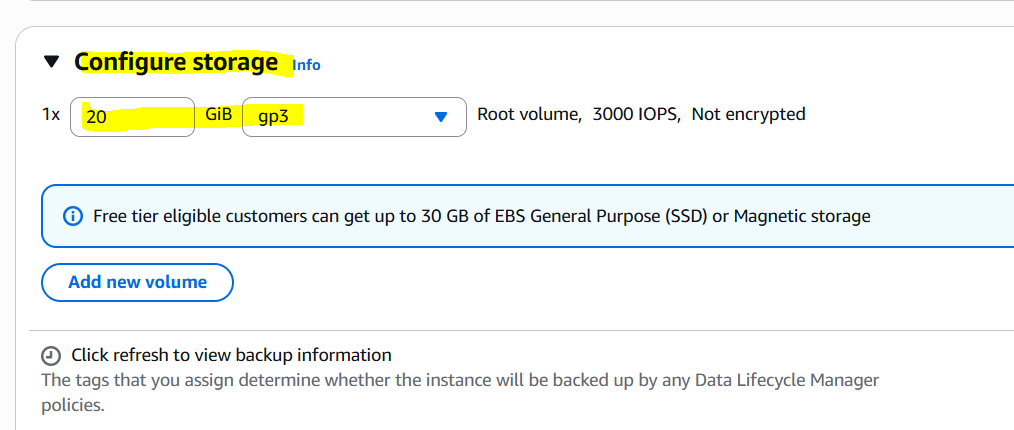 Configure storage Info
1x 20 GiB gp3 Root volume, 3000 IOPS, Not encrypted
Free tier eligible customers can get up to 30 GB of EBS General Purpose (SSD) or Magnetic storage
Add new volume
Click refresh to view backup information
The tags that you assign determine whether the instance will be backed up by any Data Lifecycle Manager
policies.